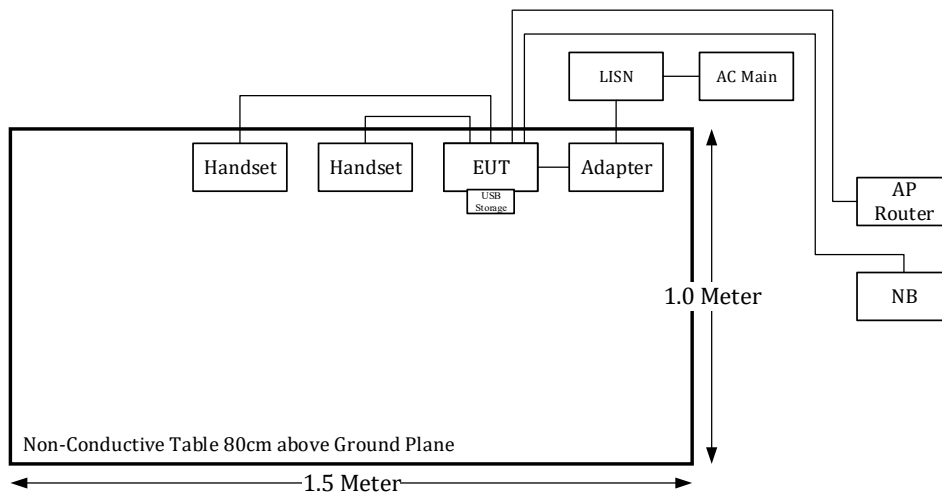 LISN
AC Main
Handset
Handset
EUT
Adapter
USB
Storage
AP
Router
NB
1.0 Meter
Non-Conductive Table 80cm above Ground Plane
1.5 Meter